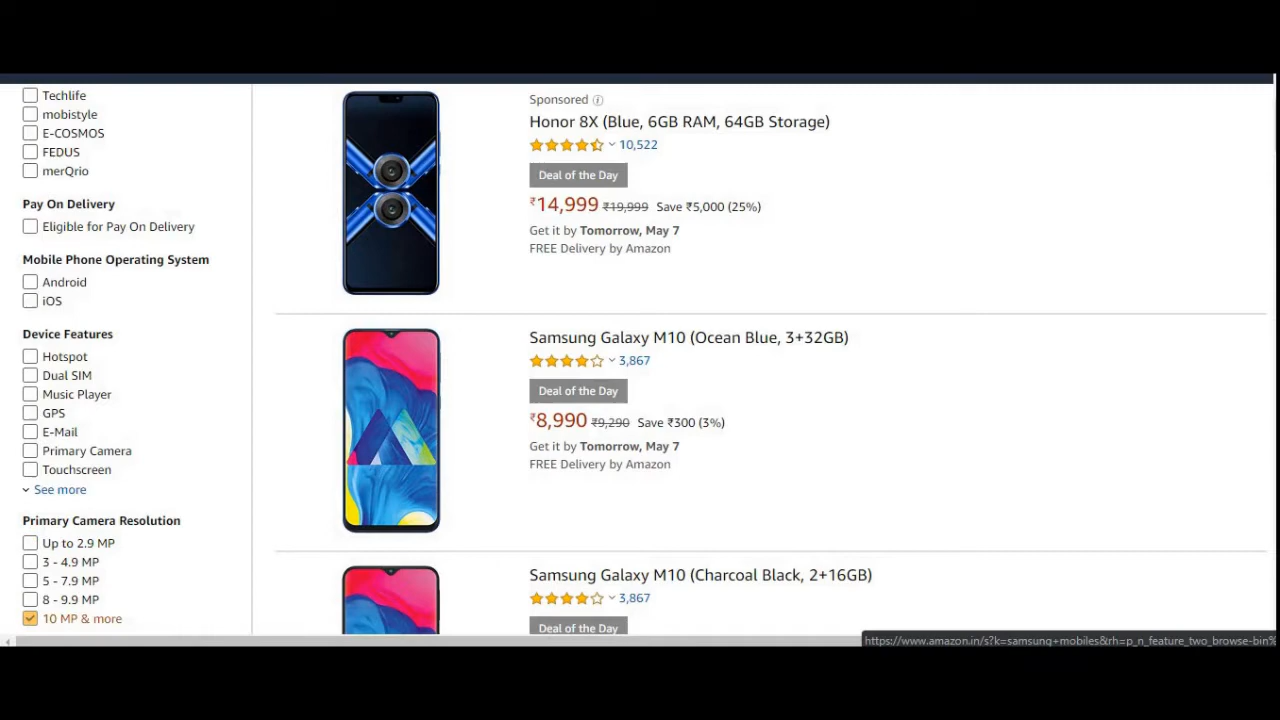 Techlife
mobistyle
E-COSMOS
FEDUS
merQrio
Pay On Delivery
Eligible for Pay On Delivery
Mobile Phone Operating System
Android
iOS
Device Features
Hotspot
Dual SIM
Music Player
GPS
E-Mail
Primary Camera
Touchscreen
See more
Primary Camera Resolution
Up to 2.9 MP
3 - 4.9 MP
5 - 7.9 MP
8 - 9.9 MP
10 MP & more
Sponsored
Honor 8X (Blue, 6GB RAM, 64GB Storage)
10,522
Deal of the Day
₹14,999 ₹19,999 Save ₹5,000 (25%)
Get it by Tomorrow, May 7
FREE Delivery by Amazon
Samsung Galaxy M10 (Ocean Blue, 3+32GB)
3,867
Deal of the Day
₹8,990 ₹9,290 Save ₹300 (3%)
Get it by Tomorrow, May 7
FREE Delivery by Amazon
Samsung Galaxy M10 (Charcoal Black, 2+16GB)
3,867
Deal of the Day
https://www.amazon.in/s?k=samsung+mobiles&rh=p_n_feature_two_browse-bin%